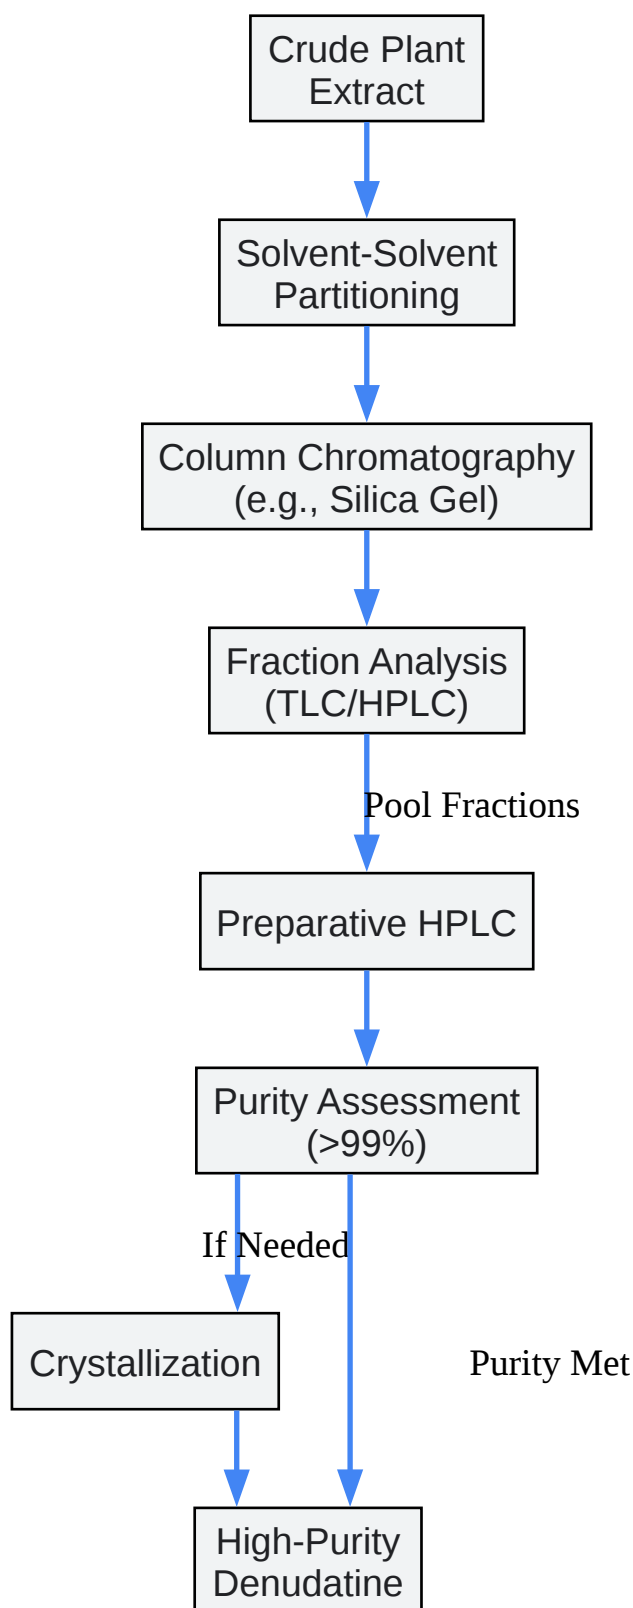 Crude Plant
Extract
Solvent-Solvent
Partitioning
Column Chromatography
(e.g., Silica Gel)
Fraction Analysis
(TLC/HPLC)
Pool Fractions
Preparative HPLC
Purity Assessment
(>99%)
If Needed
Crystallization
Purity Met
High-Purity
Denudatine